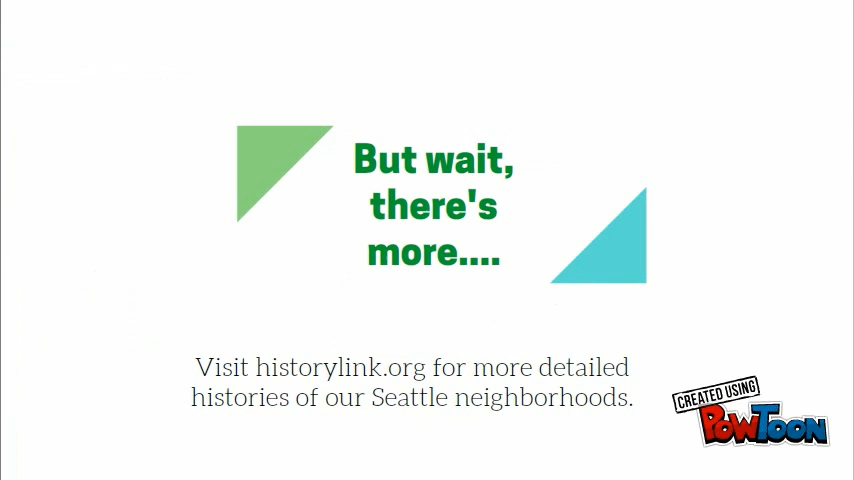 But wait,
there's
more....
Visit historylink.org for more detailed
histories of our Seattle neighborhoods.
CREATED USING
POWTOON